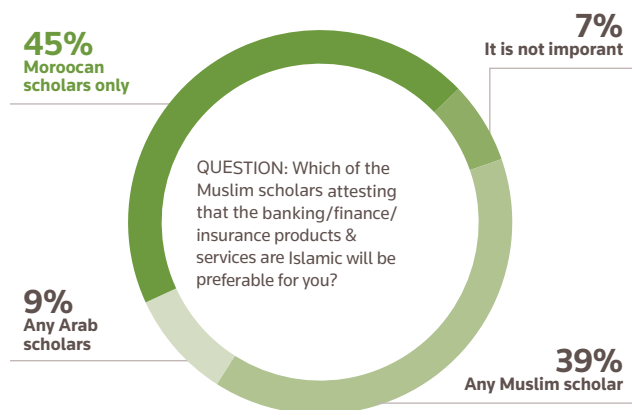 45%
Moroocan
scholars only
7%
It is not imporant
QUESTION: Which of the
Muslim scholars attesting
that the banking/finance/
insurance products &
services are Islamic will be
preferable for you?
9%
Any Arab
scholars
39%
Any Muslim scholar